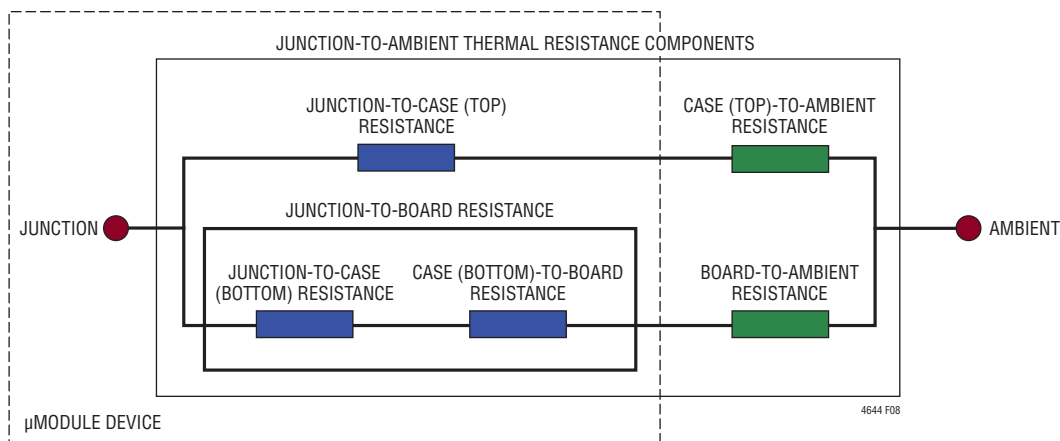 JUNCTION-TO-AMBIENT THERMAL RESISTANCE COMPONENTS
JUNCTION-TO-CASE (TOP)
RESISTANCE
CASE (TOP)-TO-AMBIENT
RESISTANCE
JUNCTION-TO-BOARD RESISTANCE
JUNCTION
AMBIENT
JUNCTION-TO-CASE
(BOTTOM) RESISTANCE
CASE (BOTTOM)-TO-BOARD
RESISTANCE
BOARD-TO-AMBIENT
RESISTANCE
4644 F08
µMODULE DEVICE